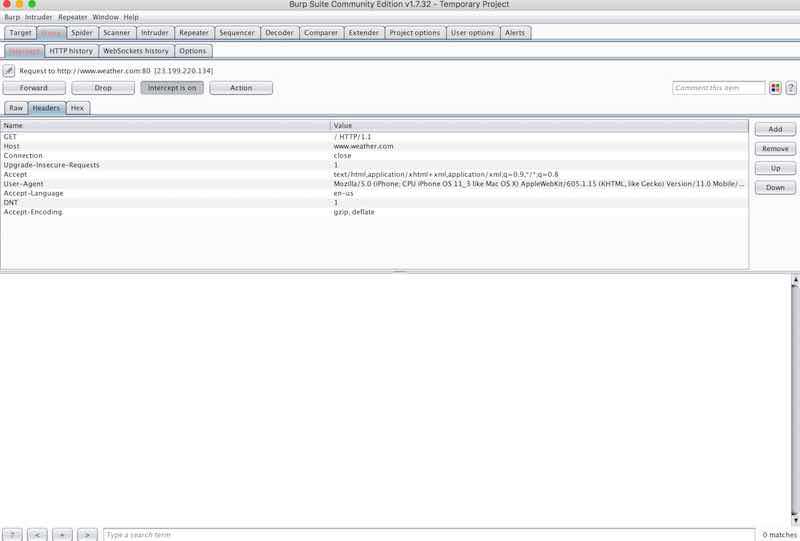 Burp Suite Community Edition v1.7.32 - Temporary Project
Burp Intruder Repeater Window Help
Target Proxy Spider Scanner Intruder Repeater Sequencer Decoder Comparer Extender Project options User options Alerts
Intercept HTTP history WebSockets history Options
Request to http://www.weather.com:80 [23.199.220.134]
Forward Drop Intercept is on Action Comment this item ?
Raw Headers Hex
Name Value
GET / HTTP/1.1
Host www.weather.com
Connection close
Upgrade-Insecure-Requests 1
Accept text/html,application/xhtml+xml,application/xml;q=0.9,*/*;q=0.8
User-Agent Mozilla/5.0 (iPhone; CPU iPhone OS 11_3 like Mac OS X) AppleWebKit/605.1.15 (KHTML, like Gecko) Version/11.0 Mobile/...
Accept-Language en-us
DNT 1
Accept-Encoding gzip, deflate
Add
Remove
Up
Down
? < + > Type a search term 0 matches